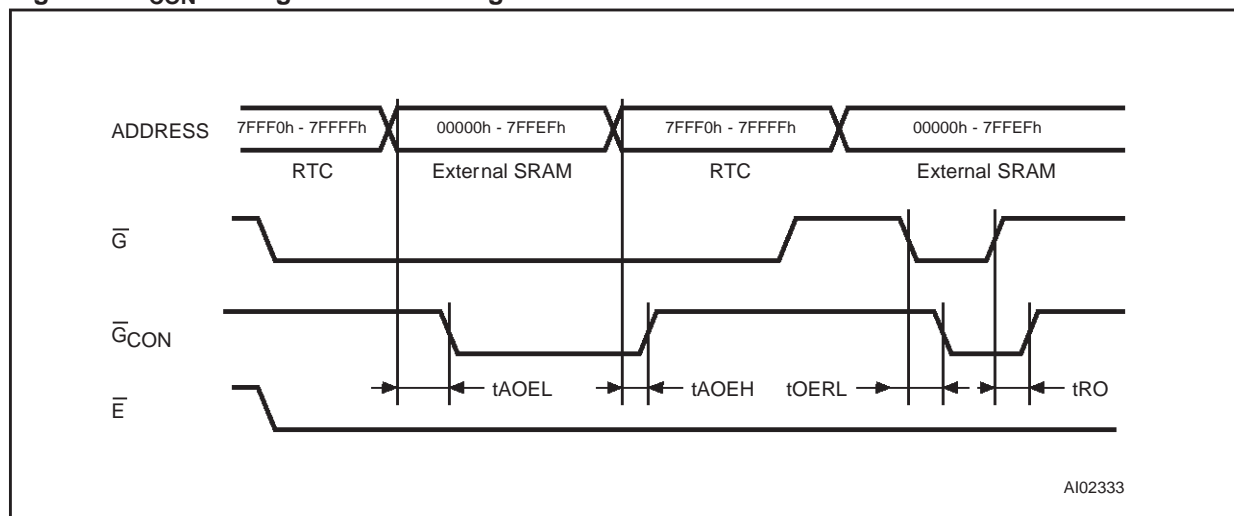 CON
ADDRESS
7FFF0h - 7FFFFh
00000h - 7FFEFh
7FFF0h - 7FFFFh
00000h - 7FFEFh
RTC
External SRAM
RTC
External SRAM
G
GCON
tAOEL
tAOEH
tOERL
tRO
E
AI02333